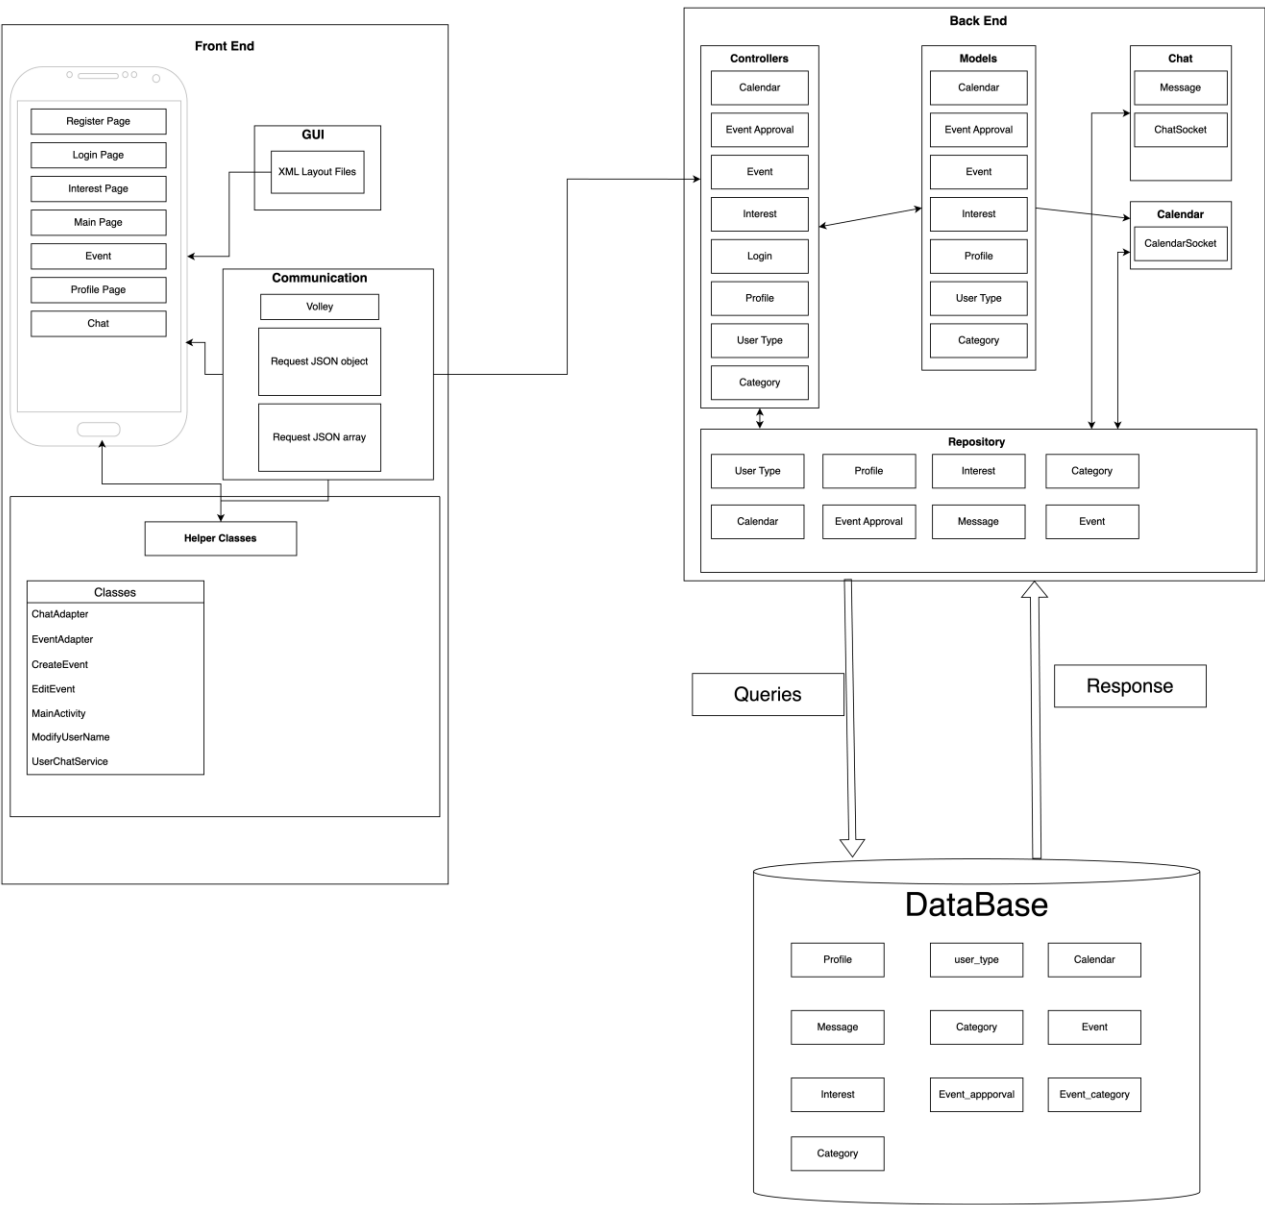 Front End
Register Page
Login Page
Interest Page
Main Page
Event
Profile Page
Chat
GUI
XML Layout Files
Communication
Volley
Request JSON object
Request JSON array
Helper Classes
Classes
ChatAdapter
EventAdapter
CreateEvent
EditEvent
MainActivity
ModifyUserName
UserChatService
Back End
Controllers
Calendar
Event Approval
Event
Interest
Login
Profile
User Type
Category
Models
Calendar
Event Approval
Event
Interest
Profile
User Type
Category
Chat
Message
ChatSocket
Calendar
CalendarSocket
Repository
User Type
Profile
Interest
Category
Calendar
Event Approval
Message
Event
Queries
Response
DataBase
Profile
user_type
Calendar
Message
Category
Event
Interest
Event_appporval
Event_category
Category